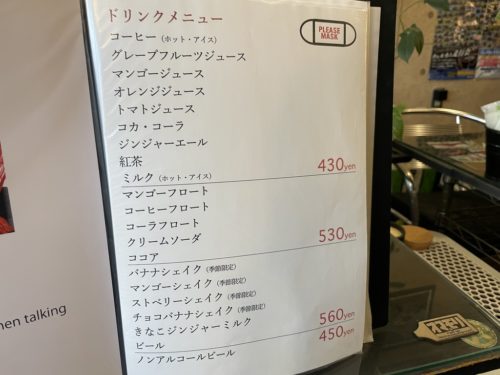 ドリンクメニュー
PLEASE
MASK
コーヒー(ホット・アイス)
グレープフルーツジュース
マンゴージュース
オレンジジュース
トマトジュース
コカ・コーラ
ジンジャーエール
紅茶
ミルク(ホット・アイス) 430yen
マンゴーフロート
コーヒーフロート
コーラフロート
クリームソーダ
ココア 530yen
バナナシェイク(季節限定)
マンゴーシェイク(季節限定)
ストベリーシェイク(季節限定)
チョコバナナシェイク(季節限定)
きなこジンジャーミルク 560yen
ビール 450yen
ノンアルコールビール
talking